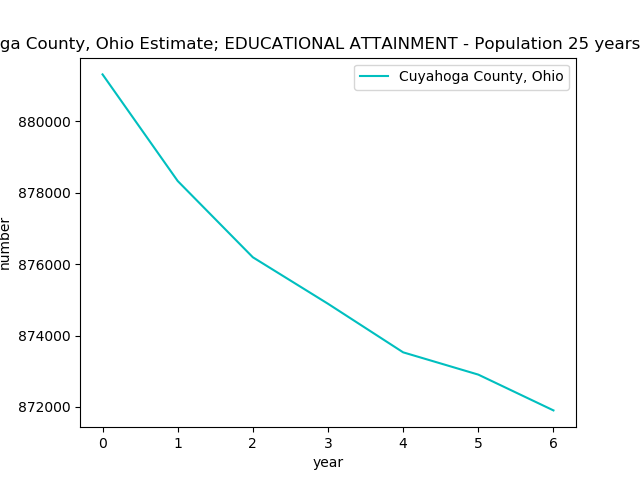 ga County, Ohio Estimate; EDUCATIONAL ATTAINMENT - Population 25 years
Cuyahoga County, Ohio
880000
878000
876000
874000
872000
number
0 1 2 3 4 5 6
year